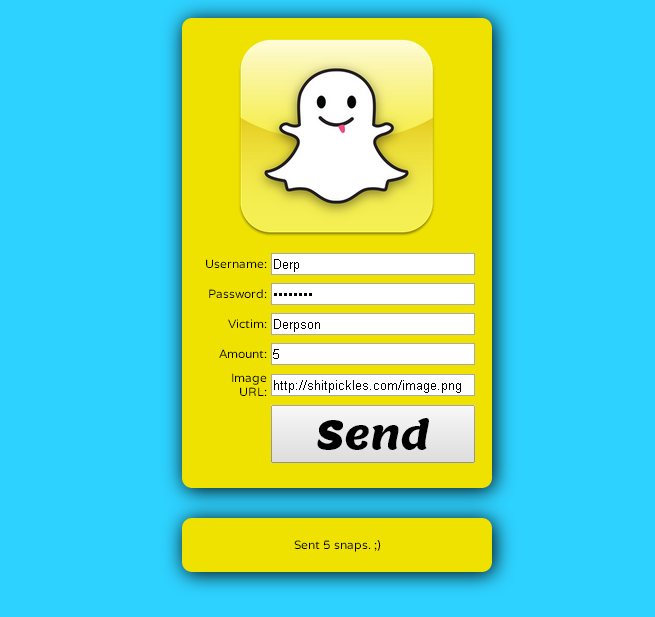 Username: Derp
Password: ••••••••
Victim: Derpson
Amount: 5
Image
URL: http://shitpickles.com/image.png
Send
Sent 5 snaps. ;)